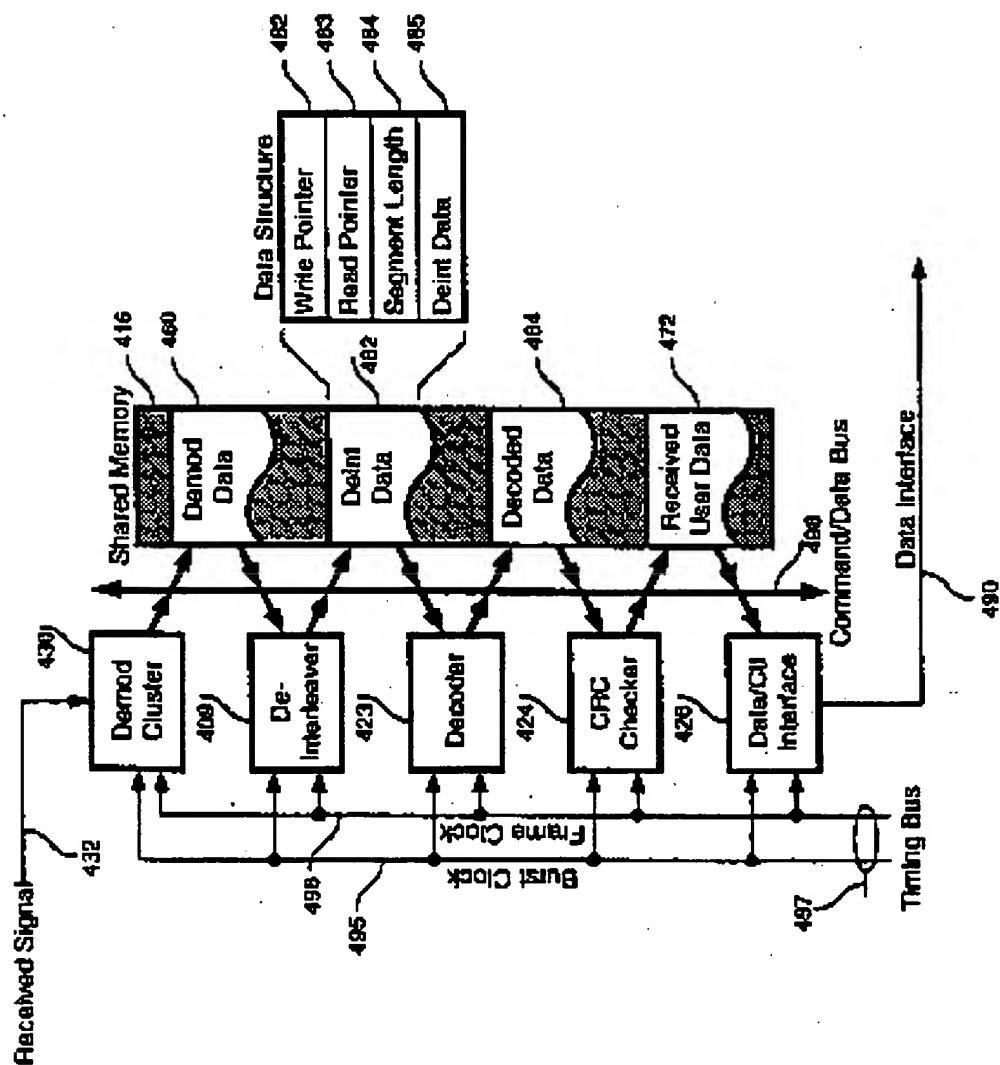 Received Signal
432
Demod
Cluster
430
De-
Interleaver
409
Decoder
423
CRC
Checker
424
Data/CU
Interface
426
Burst Clock
495
Frame Clock
498
497
Timing Bus
Shared Memory
416
460
Demod
Data
Deint
Data
482
Decoded
Data
484
Received
User Data
472
Command/Data Bus
Data Interface
490
Data Structure
Write Pointer
482
Read Pointer
483
Segment Length
484
Deint Data
485